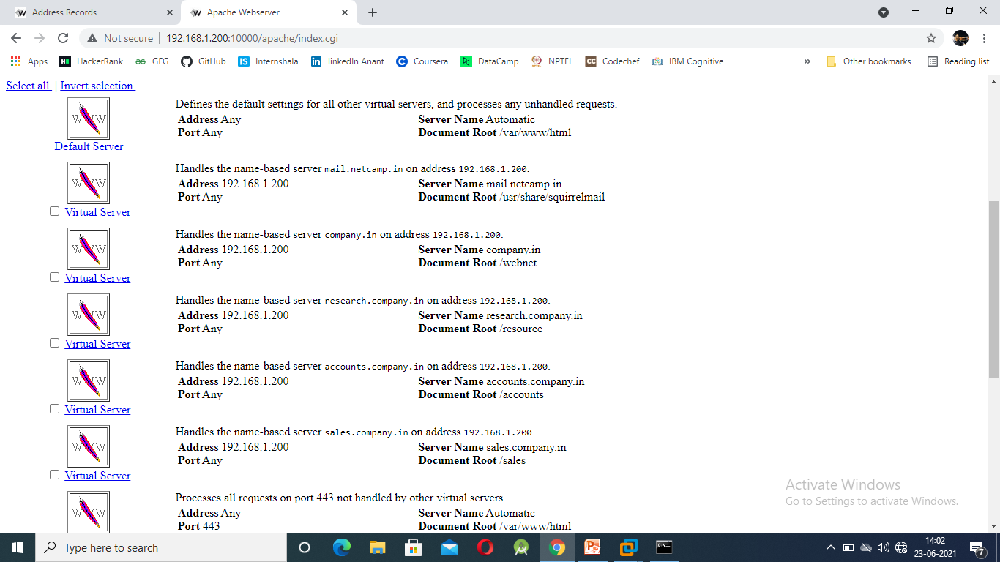 Address Records
Apache Webserver
Not secure | 192.168.1.200:10000/apache/index.cgi
Apps HackerRank GFG GitHub Internshala linkedIn Anant Coursera DataCamp NPTEL Codechef IBM Cognitive » Other bookmarks Reading list
Select all. | Invert selection.
Defines the default settings for all other virtual servers, and processes any unhandled requests.
Address Any Server Name Automatic
Port Any Document Root /var/www/html
Default Server
Handles the name-based server mail.netcamp.in on address 192.168.1.200.
Address 192.168.1.200 Server Name mail.netcamp.in
Port Any Document Root /usr/share/squirrelmail
Virtual Server
Handles the name-based server company.in on address 192.168.1.200.
Address 192.168.1.200 Server Name company.in
Port Any Document Root /webnet
Virtual Server
Handles the name-based server research.company.in on address 192.168.1.200.
Address 192.168.1.200 Server Name research.company.in
Port Any Document Root /resource
Virtual Server
Handles the name-based server accounts.company.in on address 192.168.1.200.
Address 192.168.1.200 Server Name accounts.company.in
Port Any Document Root /accounts
Virtual Server
Handles the name-based server sales.company.in on address 192.168.1.200.
Address 192.168.1.200 Server Name sales.company.in
Port Any Document Root /sales
Virtual Server
Processes all requests on port 443 not handled by other virtual servers.
Address Any Server Name Automatic
Port 443 Document Root /var/www/html
Activate Windows
Go to Settings to activate Windows.
Type here to search
14:02
23-06-2021
7